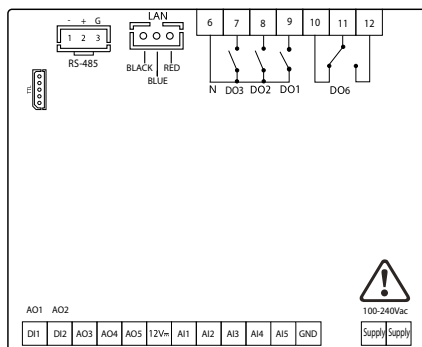 - + G
1 2 3
RS-485
LAN
BLACK
BLUE
RED
6 7 8 9 10 11 12
N DO3 DO2 DO1 DO6
TTL
100-240Vac
AO1 AO2
DI1 DI2 AO3 AO4 AO5 12V⎓ AI1 AI2 AI3 AI4 AI5 GND
Supply Supply